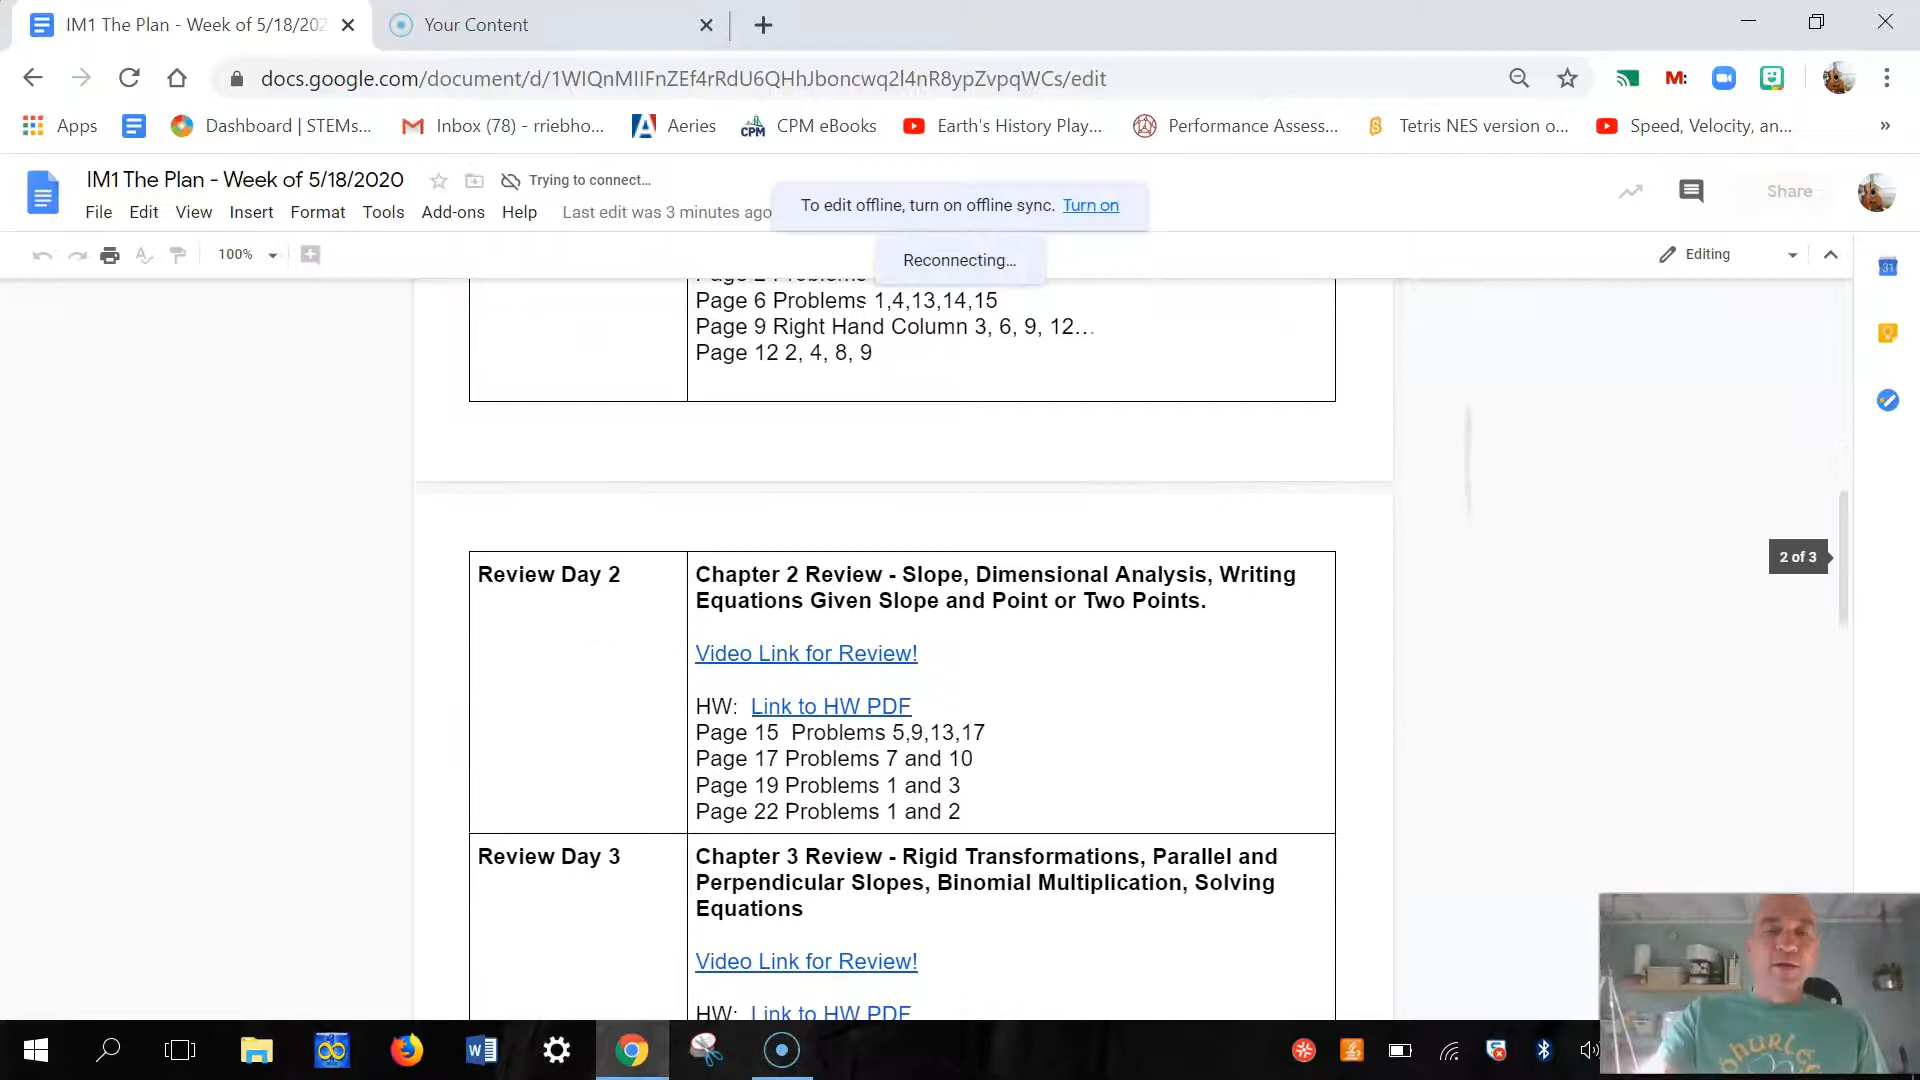 IM1 The Plan - Week of 5/18/202
Your Content
docs.google.com/document/d/1WIQnMIIFnZEf4rRdU6QHhJboncwq2l4nR8ypZvpqWCs/edit
M:
Apps
Dashboard | STEMs...
Inbox (78) - rriebho...
Aeries
CPM
CPM eBooks
Earth's History Play...
Performance Assess...
Tetris NES version o...
Speed, Velocity, an...
»
IM1 The Plan - Week of 5/18/2020
Trying to connect...
To edit offline, turn on offline sync. Turn on
Share
File Edit View Insert Format Tools Add-ons Help Last edit was 3 minutes ago
Reconnecting...
100%
Editing
31
Page 6 Problems 1,4,13,14,15
Page 9 Right Hand Column 3, 6, 9, 12...
Page 12 2, 4, 8, 9
2 of 3
Review Day 2
Chapter 2 Review - Slope, Dimensional Analysis, Writing
Equations Given Slope and Point or Two Points.
Video Link for Review!
HW: Link to HW PDF
Page 15 Problems 5,9,13,17
Page 17 Problems 7 and 10
Page 19 Problems 1 and 3
Page 22 Problems 1 and 2
Review Day 3
Chapter 3 Review - Rigid Transformations, Parallel and
Perpendicular Slopes, Binomial Multiplication, Solving
Equations
Video Link for Review!
HW: Link to HW PDF